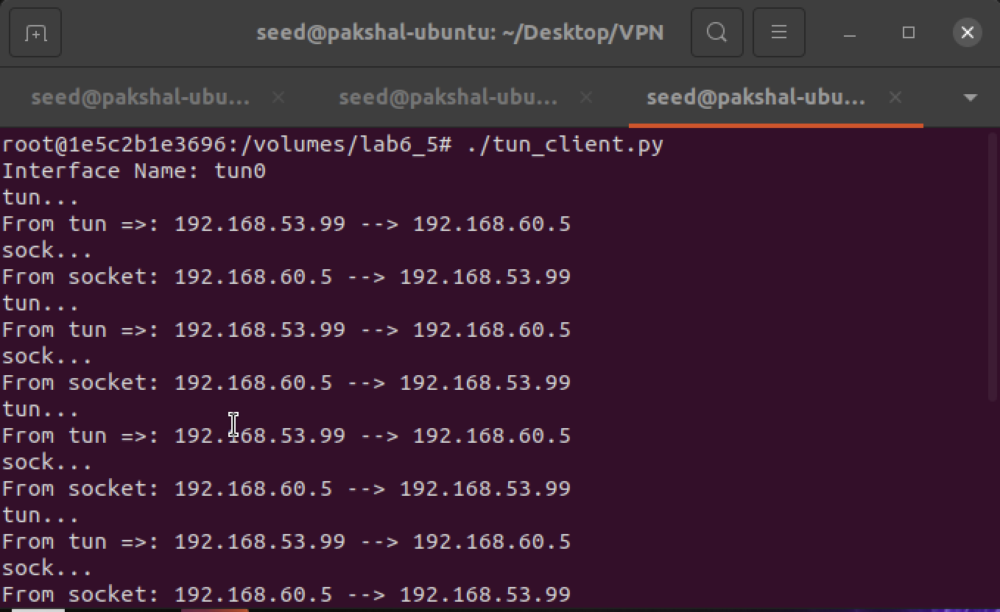 seed@pakshal-ubuntu: ~/Desktop/VPN
seed@pakshal-ubu... seed@pakshal-ubu... seed@pakshal-ubu...
root@1e5c2b1e3696:/volumes/lab6_5# ./tun_client.py
Interface Name: tun0
tun...
From tun =>: 192.168.53.99 --> 192.168.60.5
sock...
From socket: 192.168.60.5 --> 192.168.53.99
tun...
From tun =>: 192.168.53.99 --> 192.168.60.5
sock...
From socket: 192.168.60.5 --> 192.168.53.99
tun...
From tun =>: 192.168.53.99 --> 192.168.60.5
sock...
From socket: 192.168.60.5 --> 192.168.53.99
tun...
From tun =>: 192.168.53.99 --> 192.168.60.5
sock...
From socket: 192.168.60.5 --> 192.168.53.99